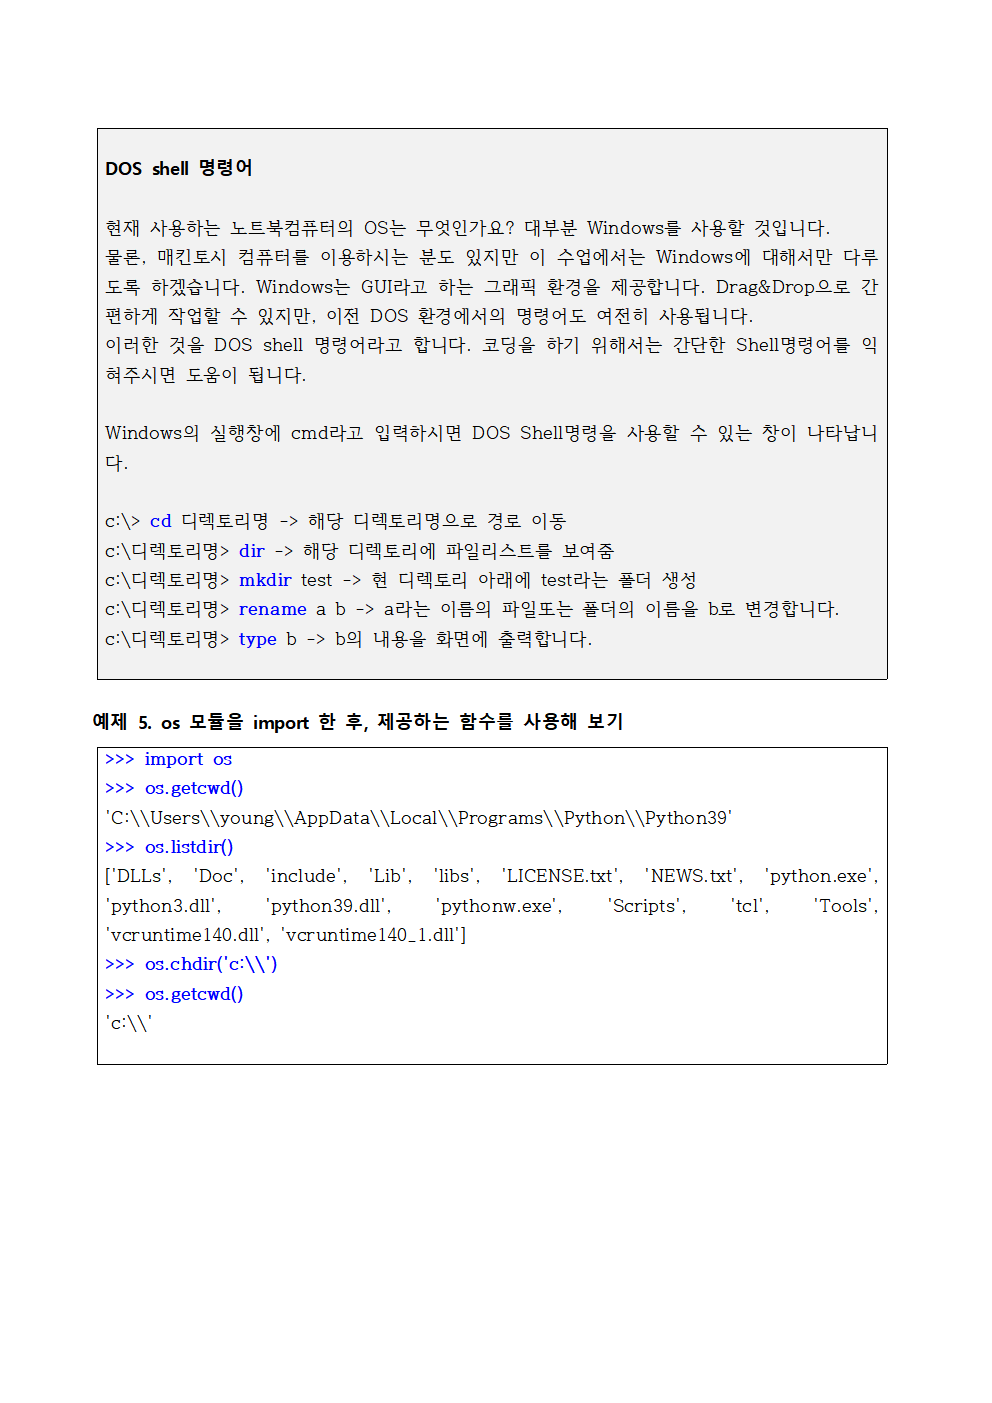 DOS shell 명령어
현재 사용하는 노트북컴퓨터의 OS는 무엇인가요? 대부분 Windows를 사용할 것입니다.
물론, 매킨토시 컴퓨터를 이용하시는 분도 있지만 이 수업에서는 Windows에 대해서만 다루
도록 하겠습니다. Windows는 GUI라고 하는 그래픽 환경을 제공합니다. Drag&Drop으로 간
편하게 작업할 수 있지만, 이전 DOS 환경에서의 명령어도 여전히 사용됩니다.
이러한 것을 DOS shell 명령어라고 합니다. 코딩을 하기 위해서는 간단한 Shell명령어를 익
혀주시면 도움이 됩니다.
Windows의 실행창에 cmd라고 입력하시면 DOS Shell명령을 사용할 수 있는 창이 나타납니
다.
c:\> cd 디렉토리명 -> 해당 디렉토리명으로 경로 이동
c:\디렉토리명> dir -> 해당 디렉토리에 파일리스트를 보여줌
c:\디렉토리명> mkdir test -> 현 디렉토리 아래에 test라는 폴더 생성
c:\디렉토리명> rename a b -> a라는 이름의 파일또는 폴더의 이름을 b로 변경합니다.
c:\디렉토리명> type b -> b의 내용을 화면에 출력합니다.
예제 5. os 모듈을 import 한 후, 제공하는 함수를 사용해 보기
>>> import os
>>> os.getcwd()
'C:\\Users\\young\\AppData\\Local\\Programs\\Python\\Python39'
>>> os.listdir()
['DLLs', 'Doc', 'include', 'Lib', 'libs', 'LICENSE.txt', 'NEWS.txt', 'python.exe',
'python3.dll', 'python39.dll', 'pythonw.exe', 'Scripts', 'tcl', 'Tools',
'vcruntime140.dll', 'vcruntime140_1.dll']
>>> os.chdir('c:\\')
>>> os.getcwd()
'c:\\'